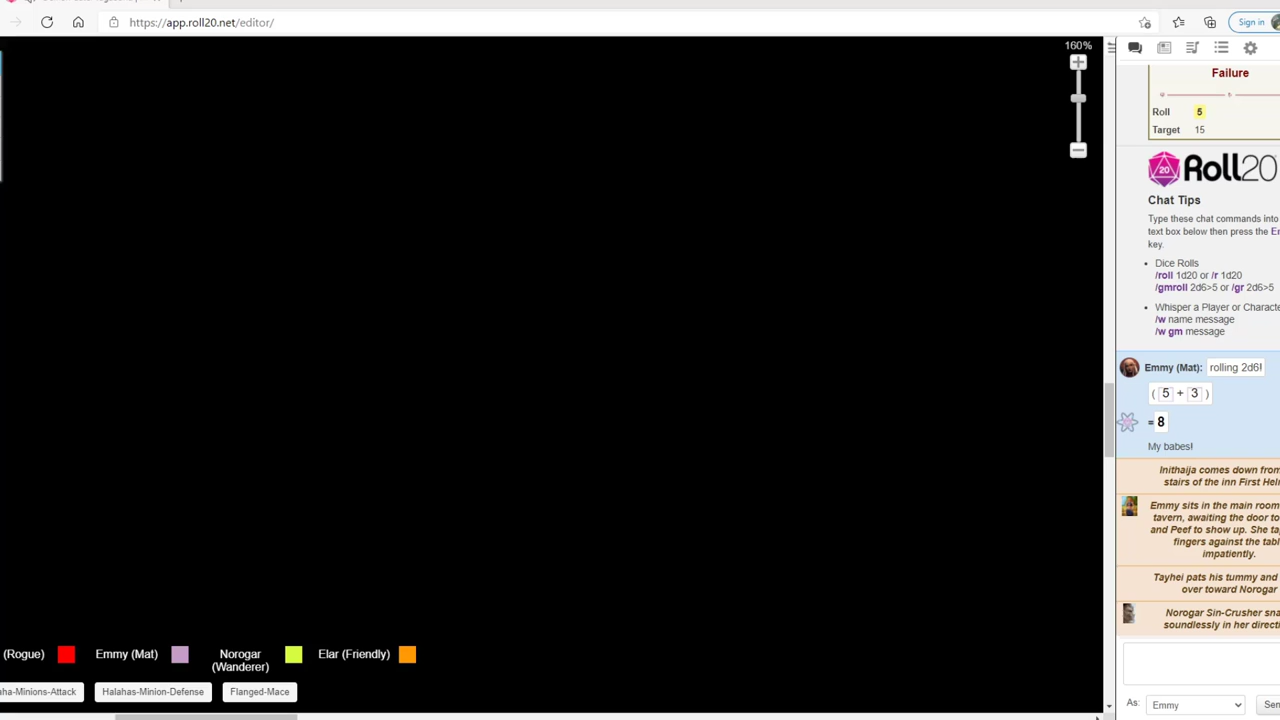 https://app.roll20.net/editor/
Sign in
160%
Failure
Roll 5
Target 15
20 Roll20
Chat Tips
Type these chat commands into
text box below then press the
key.
Dice Rolls
/roll 1d20 or /r 1d20
/gmroll 2d6>5 or /gr 2d6>5
Whisper a Player or
/w name message
/w gm message
Emmy (Mat): rolling 2d6!
( 5 + 3 )
= 8
My babes!
Inithaija comes down from
stairs of the inn First
Emmy sits in the main room
tavern, awaiting the door to
and Peef to show up. She
fingers against the
impatiently.
Tayhei pats his tummy and
over toward Norogar
Norogar Sin-Crusher
soundlessly in her
(Rogue)
Emmy (Mat)
Norogar
(Wanderer)
Elar (Friendly)
-Minions-Attack
Halahas-Minion-Defense
Flanged-Mace
As: Emmy